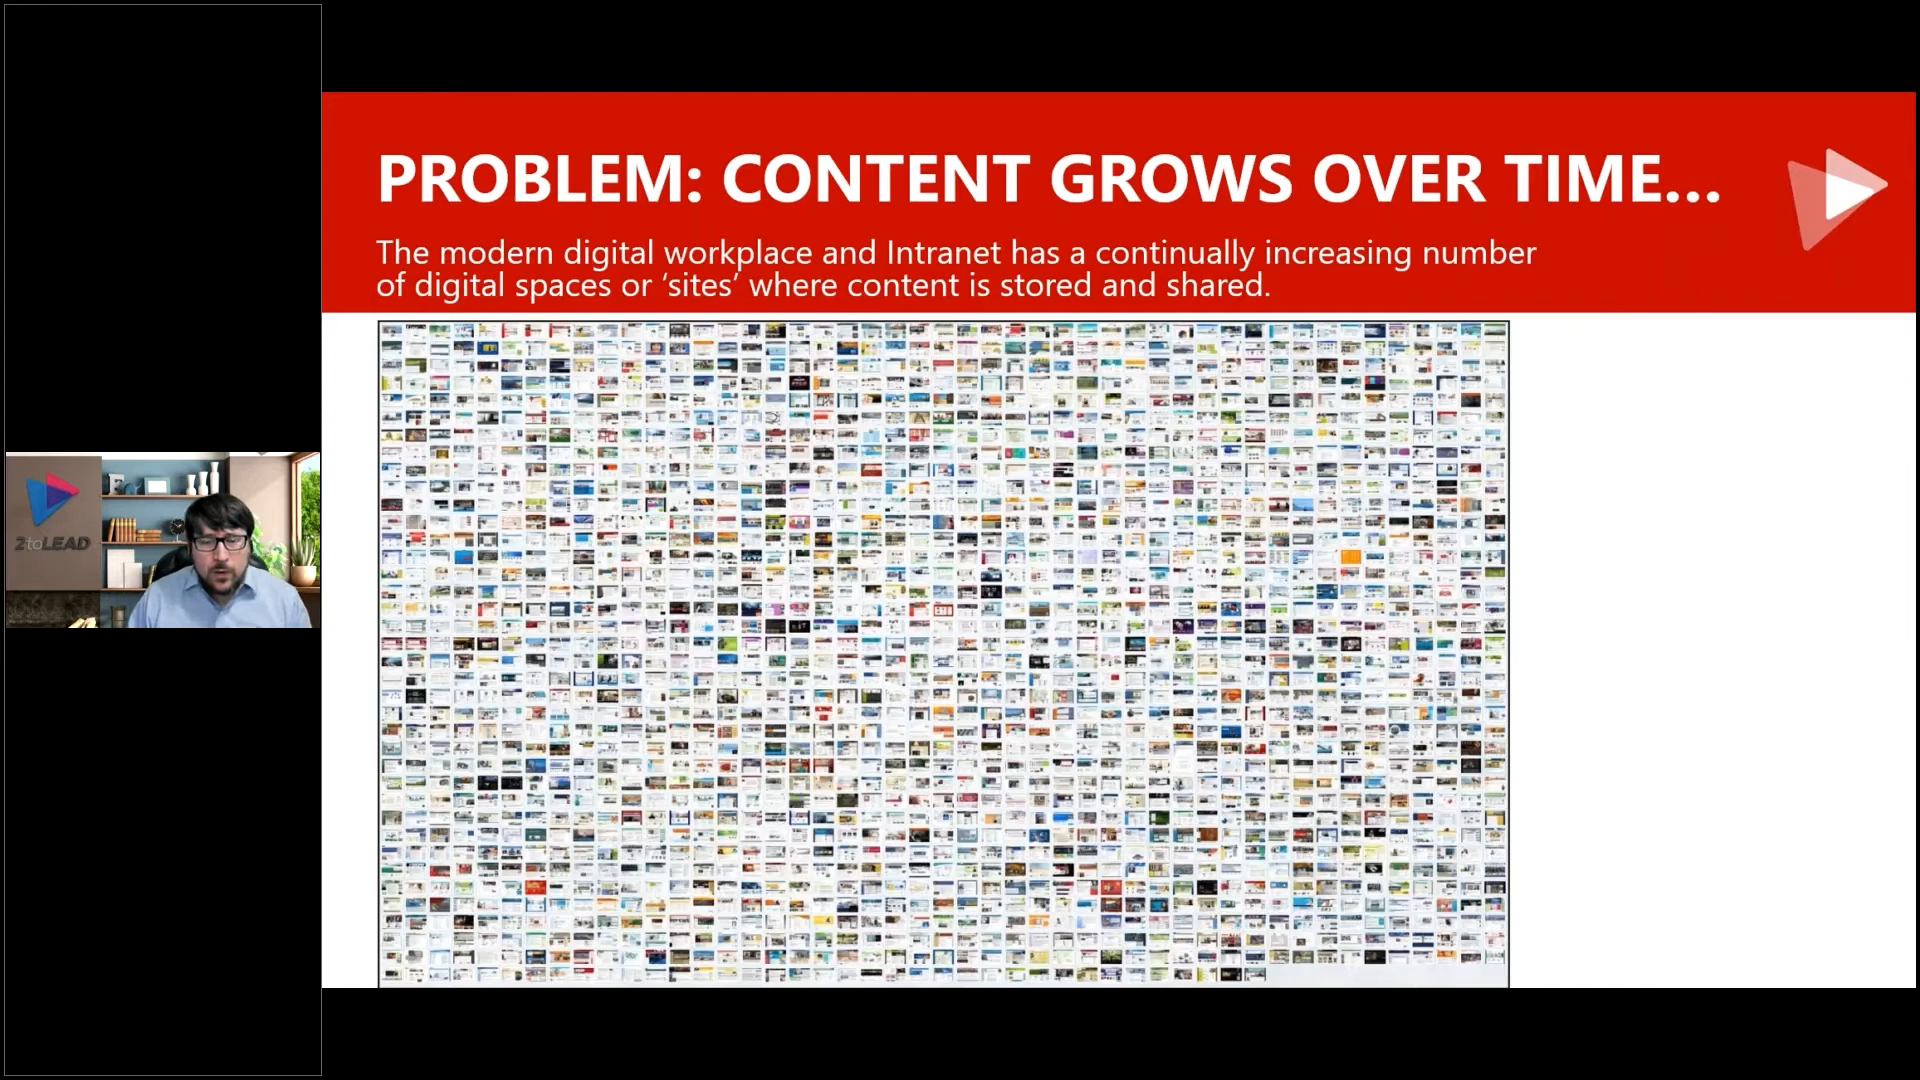 PROBLEM: CONTENT GROWS OVER TIME...
The modern digital workplace and Intranet has a continually increasing number
of digital spaces or ‘sites’ where content is stored and shared.
2toLEAD